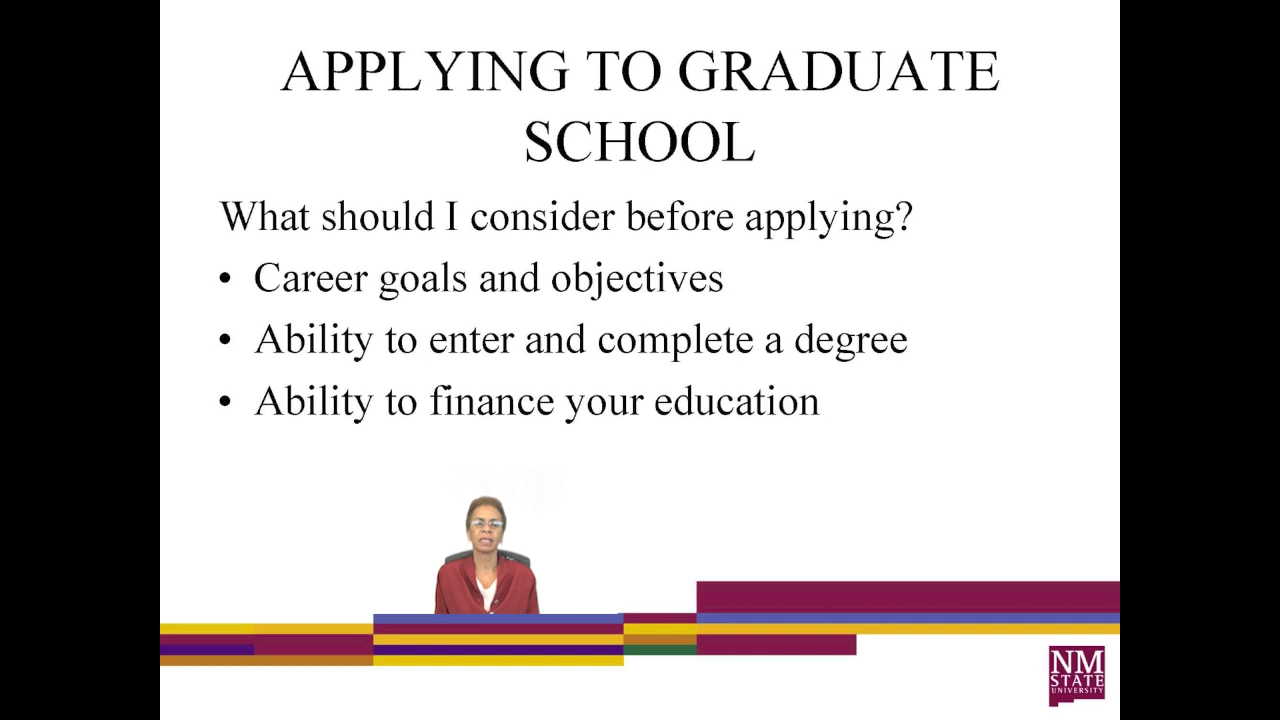 APPLYING TO GRADUATE
SCHOOL
What should I consider before applying?
• Career goals and objectives
• Ability to enter and complete a degree
• Ability to finance your education
NM
STATE
UNIVERSITY